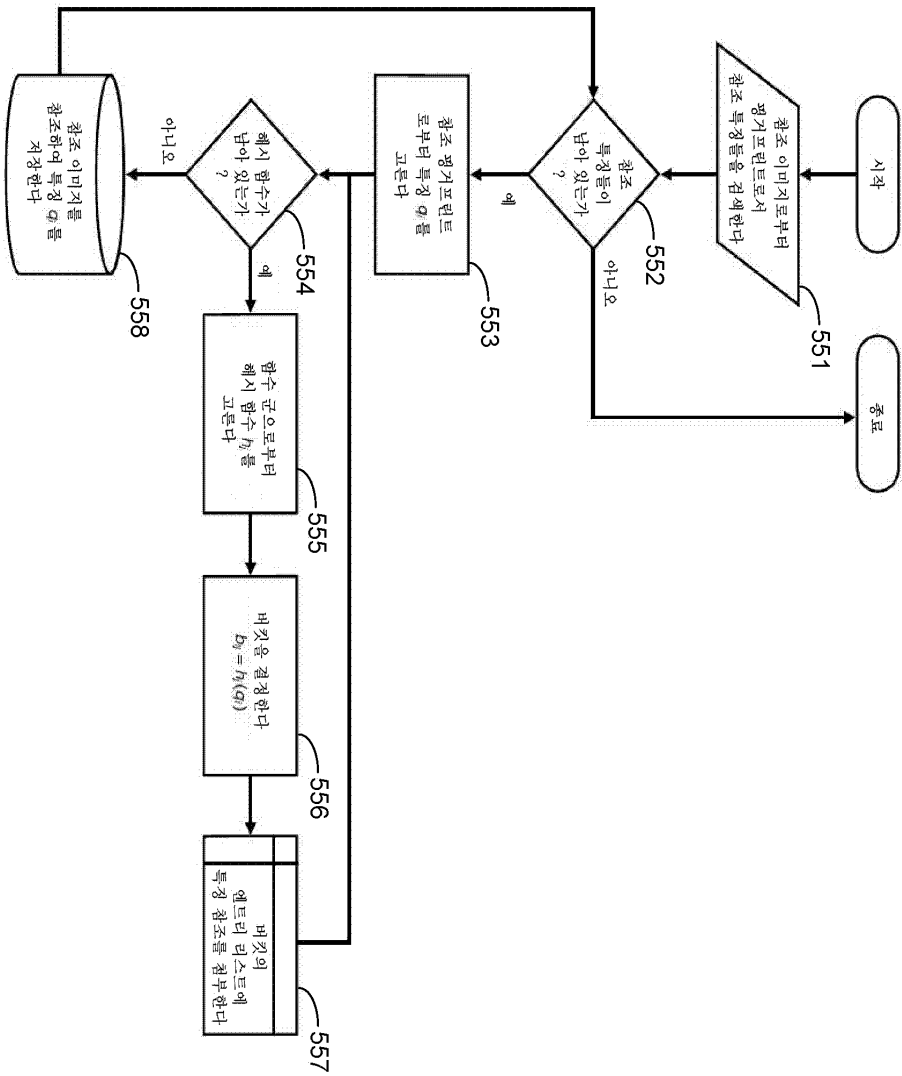 시작
참조 이미지로부터
핑거프린트로서
참조 특징들을 검색한다
551
참조
특징들이
남아 있는가
?
552
아니오
종료
예
참조 핑거프린트
로부터 특징 qᵢ를
고른다
553
해시 함수가
남아 있는가
?
554
예
함수 군으로부터
해시 함수 hⱼ를
고른다
555
버킷을 결정한다
bᵢⱼ = hⱼ(qᵢ)
556
버킷의
엔트리 리스트에
특징 참조를 첨부한다
557
아니오
참조 이미지를
참조하여 특징 qᵢ를
저장한다
558